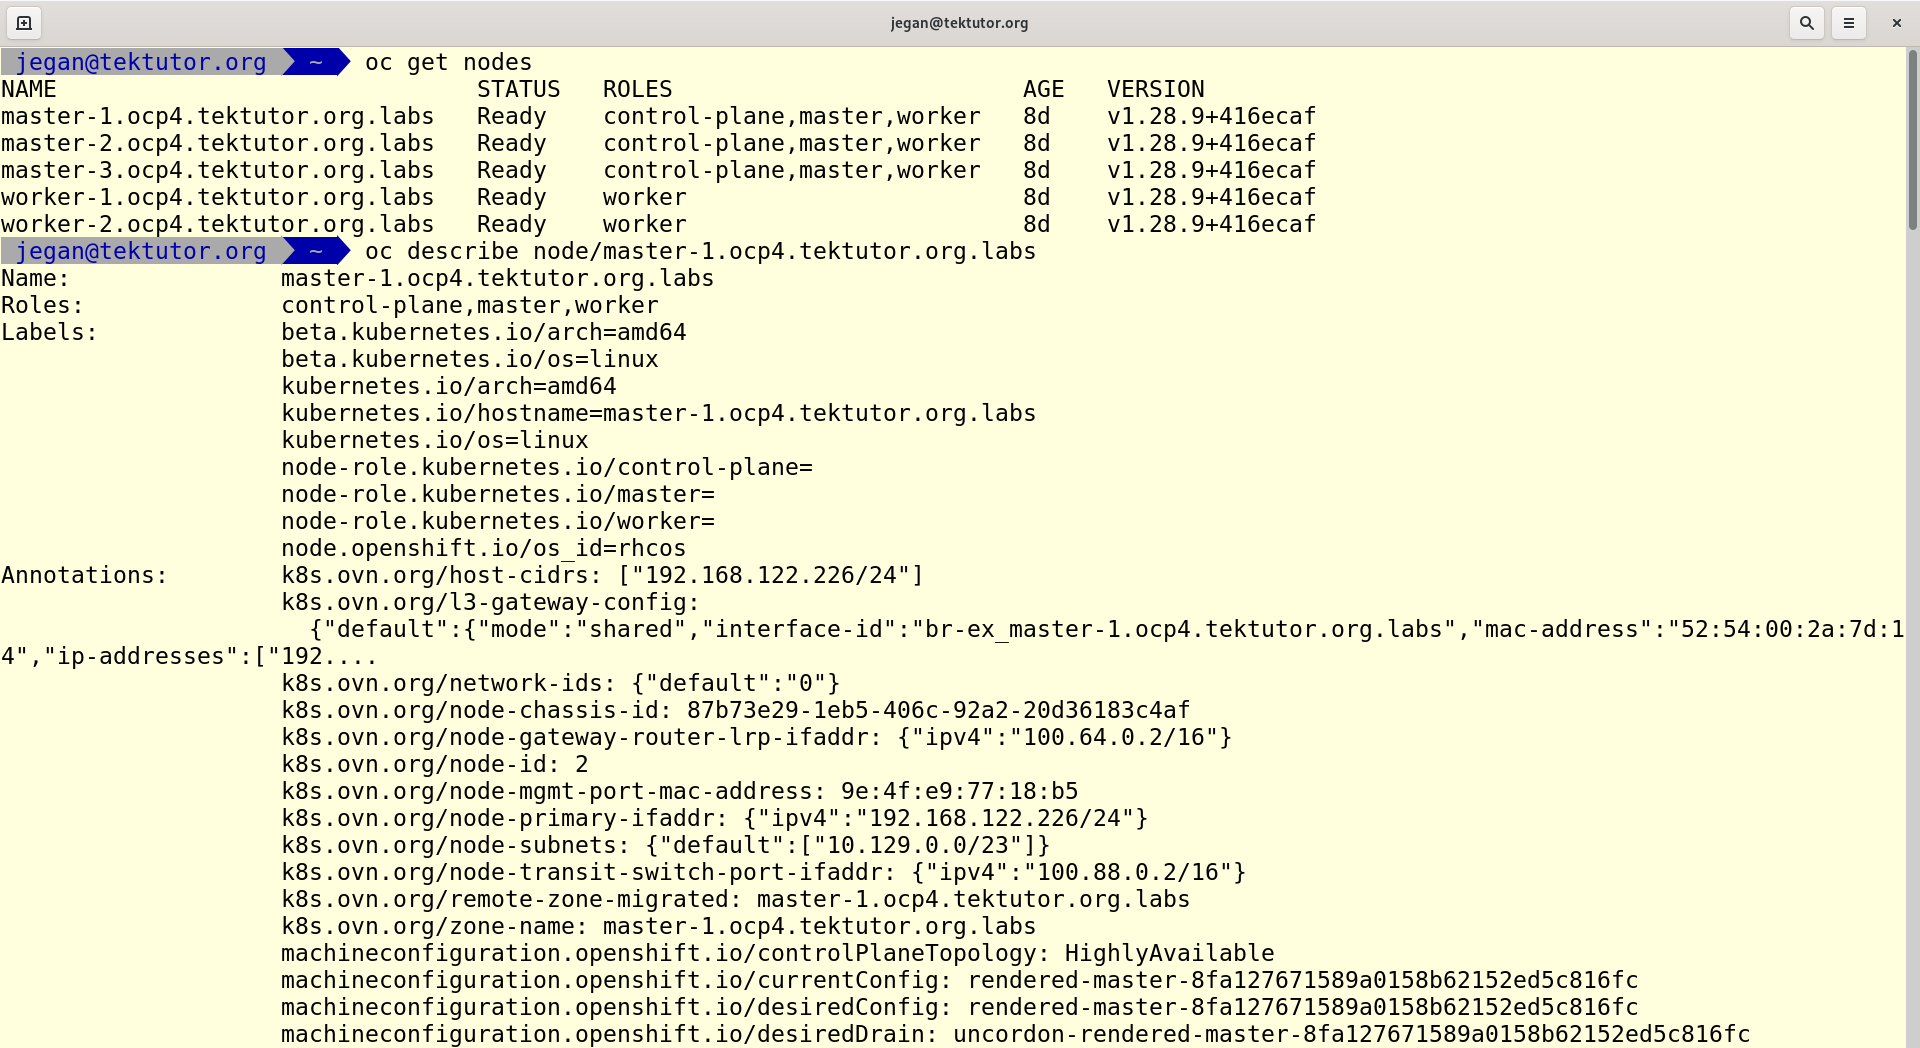 jegan@tektutor.org
jegan@tektutor.org ~ oc get nodes
NAME STATUS ROLES AGE VERSION
master-1.ocp4.tektutor.org.labs Ready control-plane,master,worker 8d v1.28.9+416ecaf
master-2.ocp4.tektutor.org.labs Ready control-plane,master,worker 8d v1.28.9+416ecaf
master-3.ocp4.tektutor.org.labs Ready control-plane,master,worker 8d v1.28.9+416ecaf
worker-1.ocp4.tektutor.org.labs Ready worker 8d v1.28.9+416ecaf
worker-2.ocp4.tektutor.org.labs Ready worker 8d v1.28.9+416ecaf
jegan@tektutor.org ~ oc describe node/master-1.ocp4.tektutor.org.labs
Name: master-1.ocp4.tektutor.org.labs
Roles: control-plane,master,worker
Labels: beta.kubernetes.io/arch=amd64
beta.kubernetes.io/os=linux
kubernetes.io/arch=amd64
kubernetes.io/hostname=master-1.ocp4.tektutor.org.labs
kubernetes.io/os=linux
node-role.kubernetes.io/control-plane=
node-role.kubernetes.io/master=
node-role.kubernetes.io/worker=
node.openshift.io/os_id=rhcos
Annotations: k8s.ovn.org/host-cidrs: ["192.168.122.226/24"]
k8s.ovn.org/l3-gateway-config:
{"default":{"mode":"shared","interface-id":"br-ex_master-1.ocp4.tektutor.org.labs","mac-address":"52:54:00:2a:7d:1
4","ip-addresses":["192....
k8s.ovn.org/network-ids: {"default":"0"}
k8s.ovn.org/node-chassis-id: 87b73e29-1eb5-406c-92a2-20d36183c4af
k8s.ovn.org/node-gateway-router-lrp-ifaddr: {"ipv4":"100.64.0.2/16"}
k8s.ovn.org/node-id: 2
k8s.ovn.org/node-mgmt-port-mac-address: 9e:4f:e9:77:18:b5
k8s.ovn.org/node-primary-ifaddr: {"ipv4":"192.168.122.226/24"}
k8s.ovn.org/node-subnets: {"default":["10.129.0.0/23"]}
k8s.ovn.org/node-transit-switch-port-ifaddr: {"ipv4":"100.88.0.2/16"}
k8s.ovn.org/remote-zone-migrated: master-1.ocp4.tektutor.org.labs
k8s.ovn.org/zone-name: master-1.ocp4.tektutor.org.labs
machineconfiguration.openshift.io/controlPlaneTopology: HighlyAvailable
machineconfiguration.openshift.io/currentConfig: rendered-master-8fa127671589a0158b62152ed5c816fc
machineconfiguration.openshift.io/desiredConfig: rendered-master-8fa127671589a0158b62152ed5c816fc
machineconfiguration.openshift.io/desiredDrain: uncordon-rendered-master-8fa127671589a0158b62152ed5c816fc